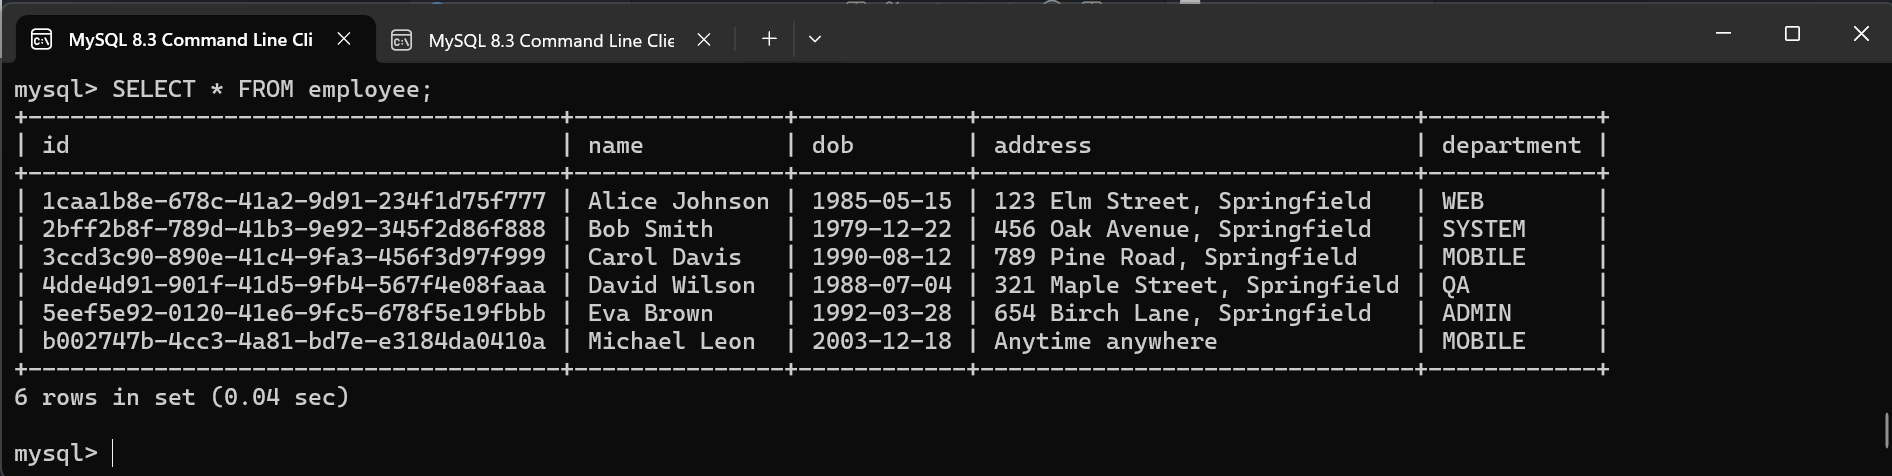 MySQL 8.3 Command Line Cli
MySQL 8.3 Command Line Clie
mysql> SELECT * FROM employee;
+--------------------------------------+---------------+------------+-------------------------------+------------+
| id                                   | name          | dob        | address                       | department |
+--------------------------------------+---------------+------------+-------------------------------+------------+
| 1caa1b8e-678c-41a2-9d91-234f1d75f777 | Alice Johnson | 1985-05-15 | 123 Elm Street, Springfield   | WEB        |
| 2bff2b8f-789d-41b3-9e92-345f2d86f888 | Bob Smith     | 1979-12-22 | 456 Oak Avenue, Springfield   | SYSTEM     |
| 3ccd3c90-890e-41c4-9fa3-456f3d97f999 | Carol Davis   | 1990-08-12 | 789 Pine Road, Springfield    | MOBILE     |
| 4dde4d91-901f-41d5-9fb4-567f4e08faaa | David Wilson  | 1988-07-04 | 321 Maple Street, Springfield | QA         |
| 5eef5e92-0120-41e6-9fc5-678f5e19fbbb | Eva Brown     | 1992-03-28 | 654 Birch Lane, Springfield   | ADMIN      |
| b002747b-4cc3-4a81-bd7e-e3184da0410a | Michael Leon  | 2003-12-18 | Anytime anywhere              | MOBILE     |
+--------------------------------------+---------------+------------+-------------------------------+------------+
6 rows in set (0.04 sec)
mysql>